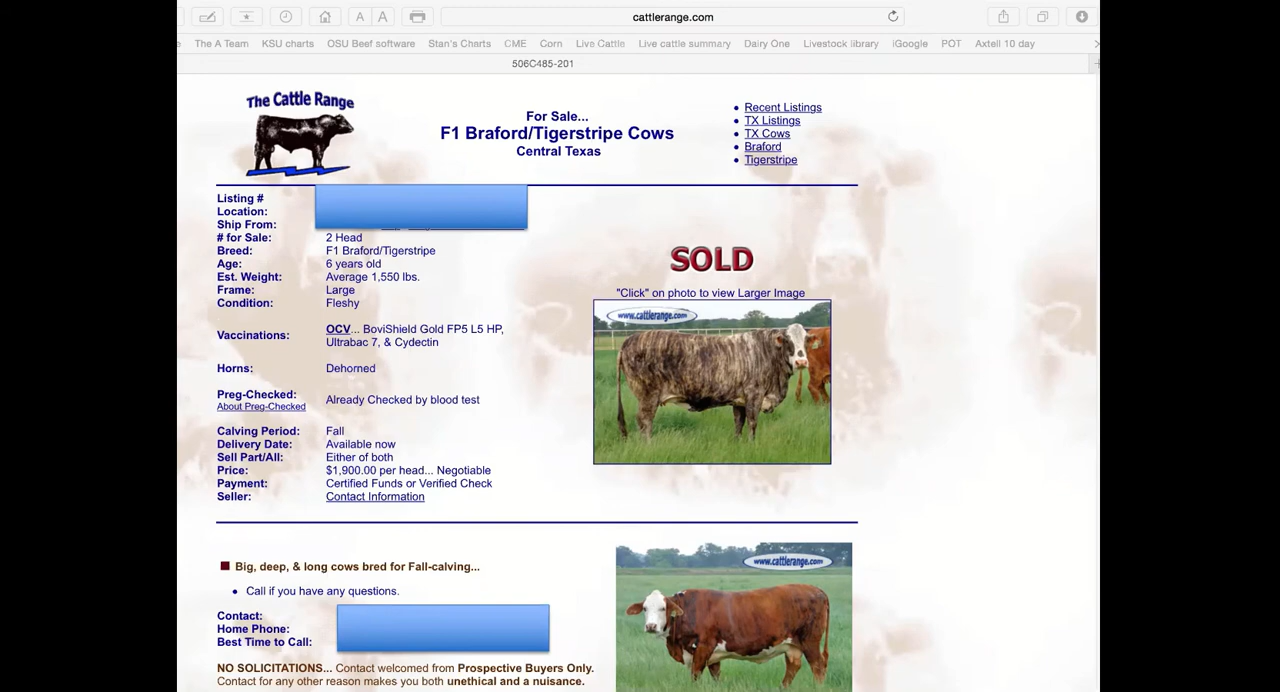 cattlerange.com
The A Team KSU charts OSU Beef software Stan's Charts CME Corn Live Cattle Live cattle summary Dairy One Livestock library iGoogle POT Axtell 10 day
506C485-201
The Cattle Range
For Sale...
F1 Braford/Tigerstripe Cows
Central Texas
Recent Listings
TX Listings
TX Cows
Braford
Tigerstripe
Listing #
Location:
Ship From:
# for Sale: 2 Head
Breed: F1 Braford/Tigerstripe
Age: 6 years old
Est. Weight: Average 1,550 lbs.
Frame: Large
Condition: Fleshy
Vaccinations: OCV... BoviShield Gold FP5 L5 HP,
Ultrabac 7, & Cydectin
Horns: Dehorned
Preg-Checked: Already Checked by blood test
About Preg-Checked
Calving Period: Fall
Delivery Date: Available now
Sell Part/All: Either of both
Price: $1,900.00 per head... Negotiable
Payment: Certified Funds or Verified Check
Seller: Contact Information
SOLD
"Click" on photo to view Larger Image
www.cattlerange.com
Big, deep, & long cows bred for Fall-calving...
Call if you have any questions.
Contact:
Home Phone:
Best Time to Call:
NO SOLICITATIONS... Contact welcomed from Prospective Buyers Only.
Contact for any other reason makes you both unethical and a nuisance.
www.cattlerange.com